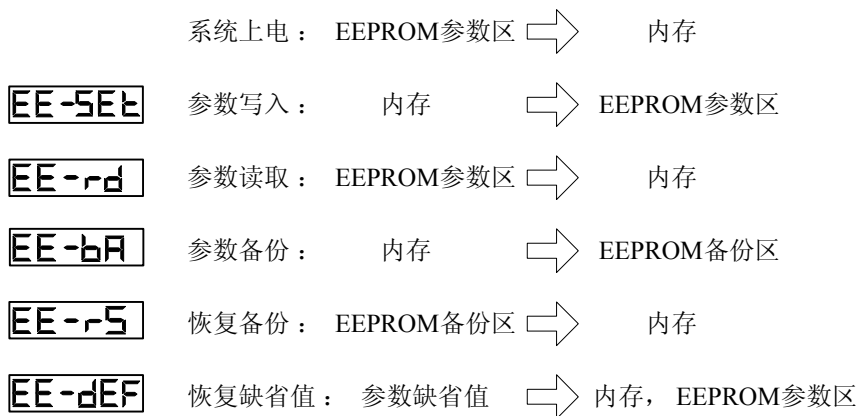 系统上电： EEPROM参数区 内存
EE-SEt 参数写入： 内存 EEPROM参数区
EE-rd 参数读取： EEPROM参数区 内存
EE-bA 参数备份： 内存 EEPROM备份区
EE-rS 恢复备份： EEPROM备份区 内存
EE-dEF 恢复缺省值： 参数缺省值 内存， EEPROM参数区